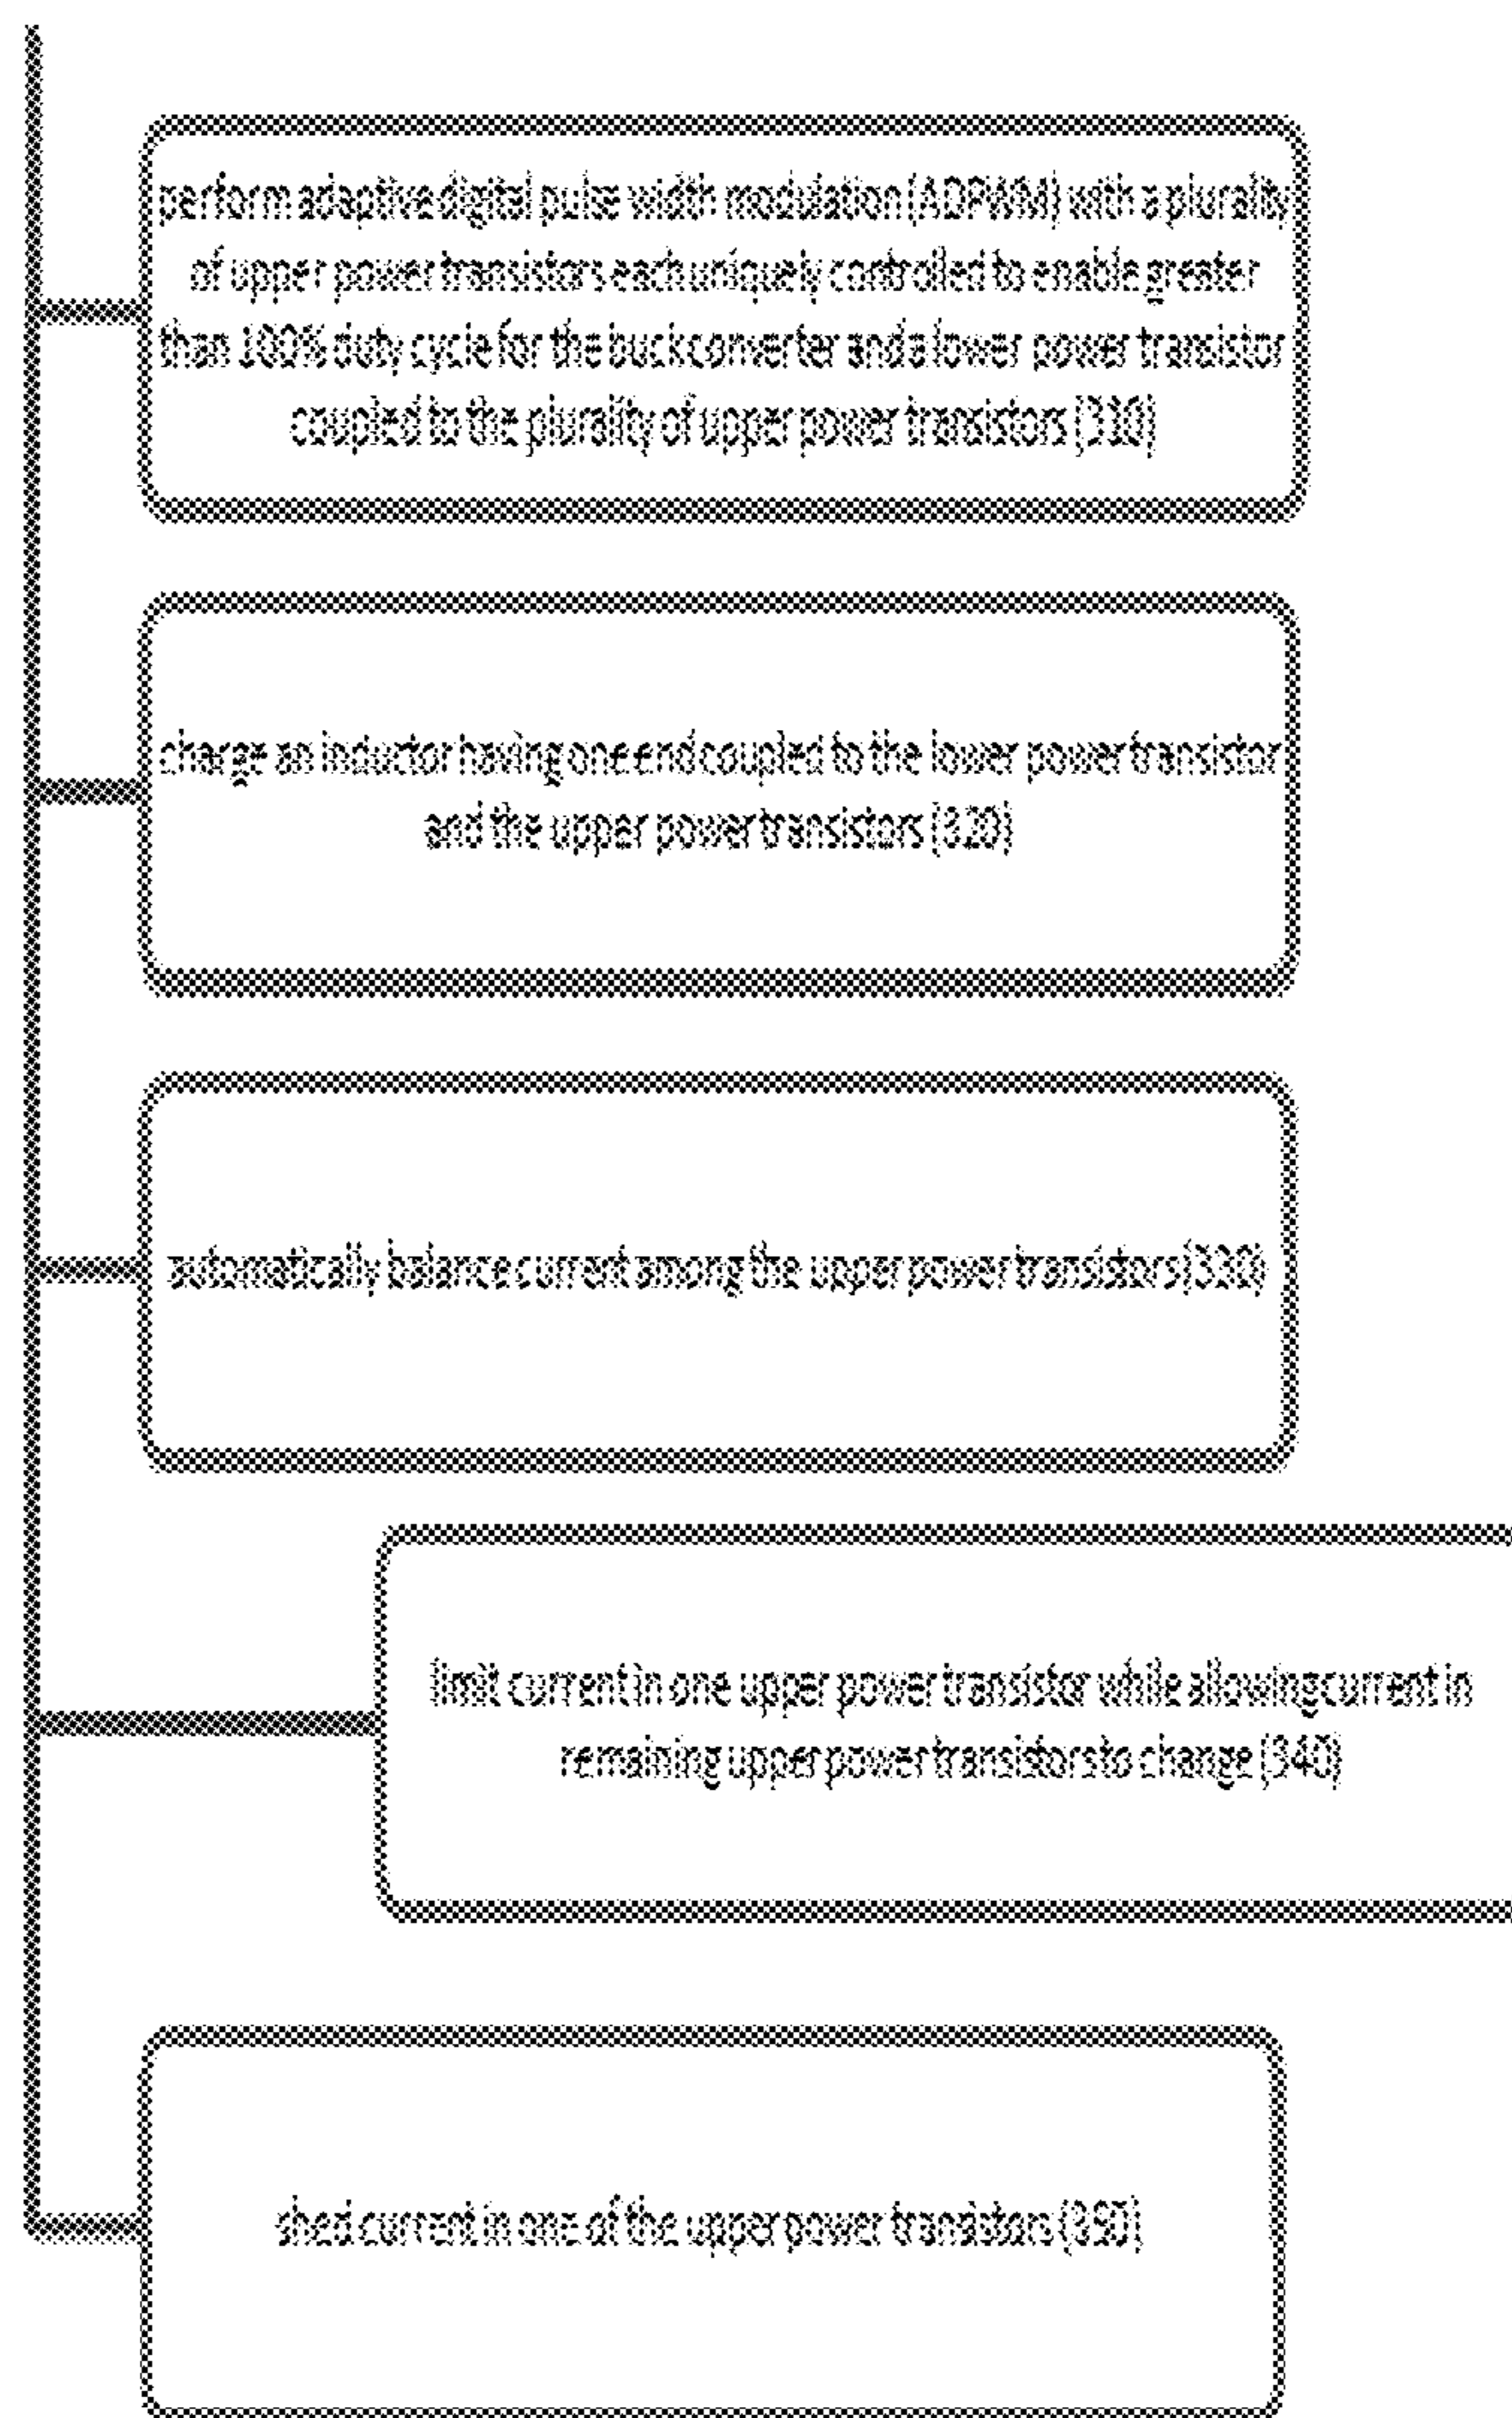 perform adaptive digital pulse width modulation (ADPWM) with a plurality
of upper power transistors each uniquely controlled to enable greater
than 100% duty cycle for the buck converter and a lower power transistor
coupled to the plurality of upper power transistors (310)
charge an inductor having one end coupled to the lower power transistor
and the upper power transistors (320)
automatically balance current among the upper power transistors (330)
limit current in one upper power transistor while allowing current in
remaining upper power transistors to change (340)
shed current in one of the upper power transistors (350)